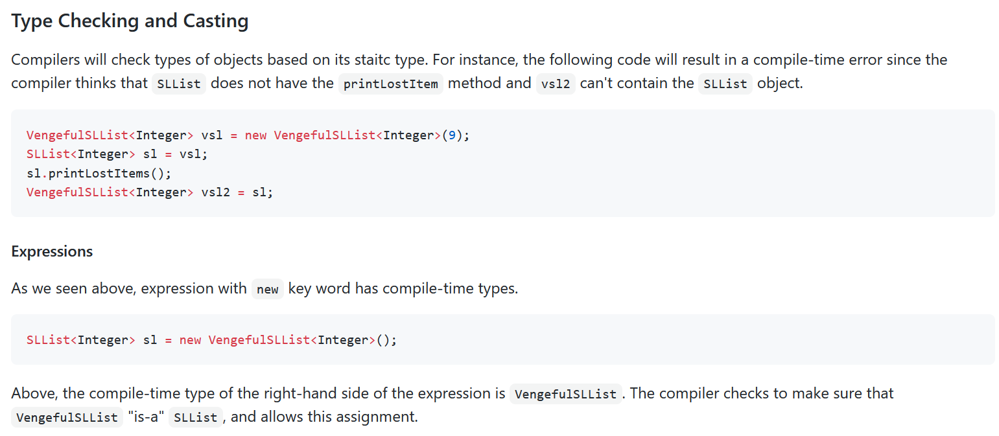 Type Checking and Casting
Compilers will check types of objects based on its staitc type. For instance, the following code will result in a compile-time error since the
compiler thinks that SLList does not have the printLostItem method and vsl2 can't contain the SLList object.
VengefulSLList<Integer> vsl = new VengefulSLList<Integer>(9);
SLList<Integer> sl = vsl;
sl.printLostItems();
VengefulSLList<Integer> vsl2 = sl;
Expressions
As we seen above, expression with new key word has compile-time types.
SLList<Integer> sl = new VengefulSLList<Integer>();
Above, the compile-time type of the right-hand side of the expression is VengefulSLList. The compiler checks to make sure that
VengefulSLList "is-a" SLList, and allows this assignment.